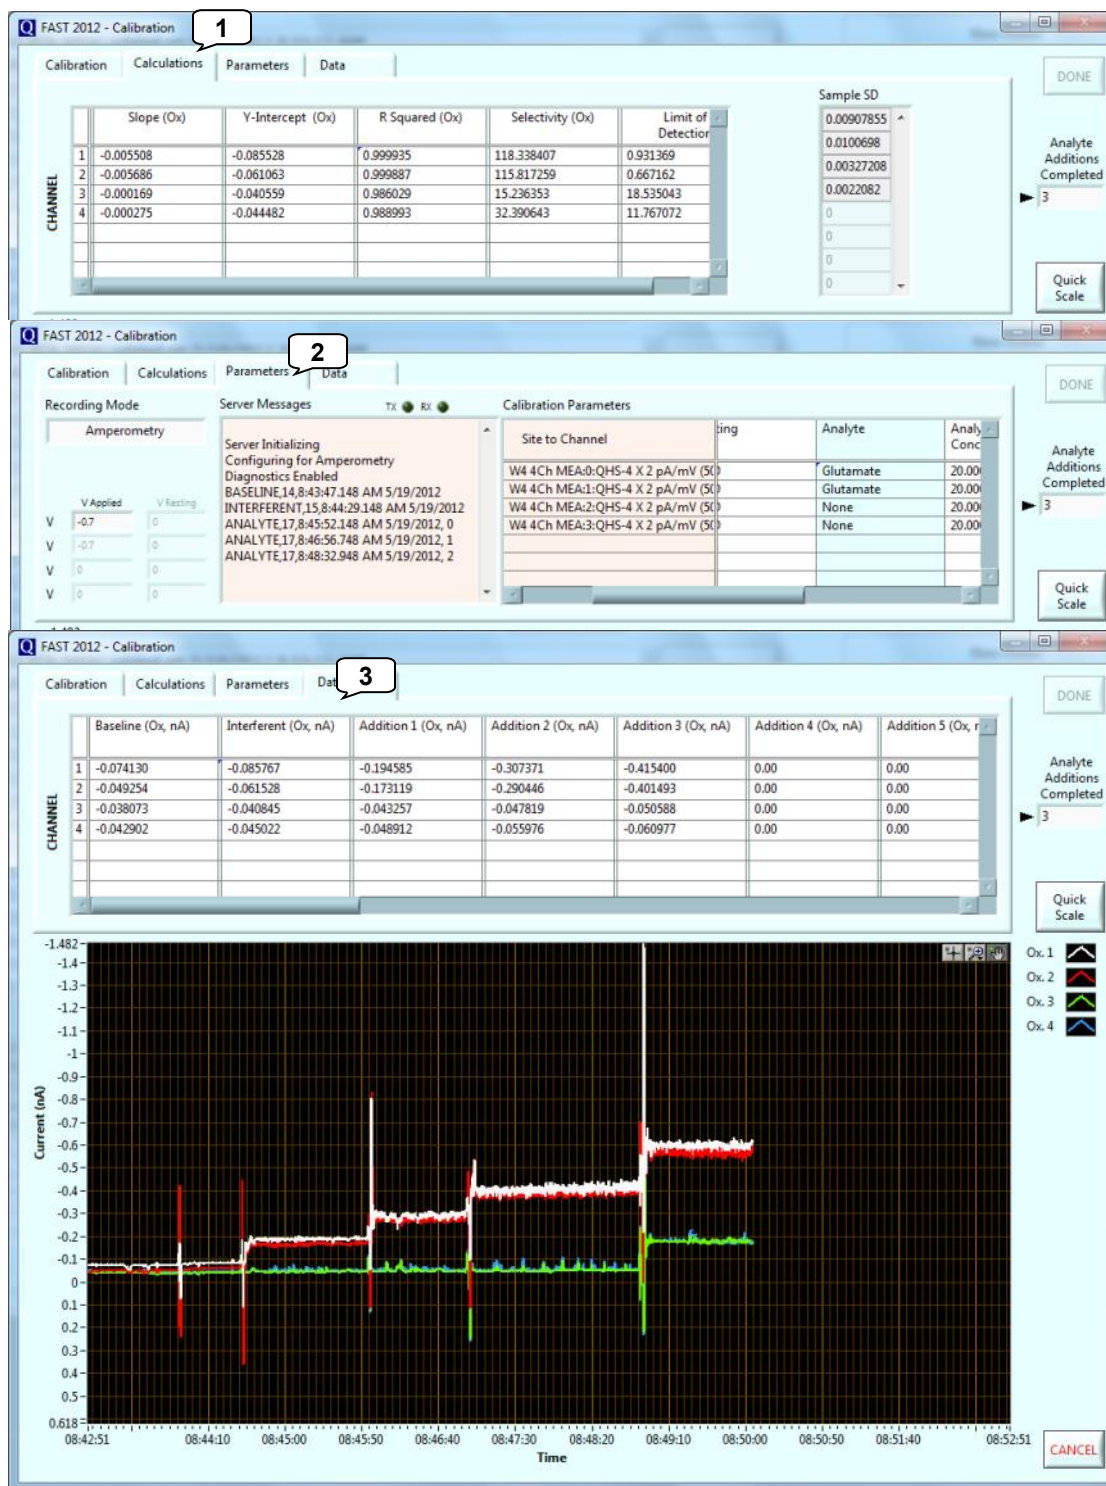 FAST 2012 - Calibration
1
Calibration Calculations Parameters Data
DONE
Slope (Ox) Y-Intercept (Ox) R Squared (Ox) Selectivity (Ox) Limit of Detection
Sample SD
CHANNEL
1 -0.005508 -0.085528 0.999935 118.338407 0.931369
2 -0.005686 -0.061063 0.999887 115.817259 0.667162
3 -0.000169 -0.040559 0.986029 15.236353 18.535043
4 -0.000275 -0.044482 0.988993 32.390643 11.767072
0.00907855
0.0100698
0.00327208
0.0022082
0
0
0
0
Analyte
Additions
Completed
3
Quick
Scale
FAST 2012 - Calibration
2
Calibration Calculations Parameters Data
DONE
Recording Mode
Amperometry
V Applied V Resting
V -0.7 0
V -0.7 0
V 0 0
V 0 0
Server Messages TX RX
Server Initializing
Configuring for Amperometry
Diagnostics Enabled
BASELINE,14,8:43:47.148 AM 5/19/2012
INTERFERENT,15,8:44:29.148 AM 5/19/2012
ANALYTE,17,8:45:52.148 AM 5/19/2012, 0
ANALYTE,17,8:46:56.748 AM 5/19/2012, 1
ANALYTE,17,8:48:32.948 AM 5/19/2012, 2
Calibration Parameters
Site to Channel Analyte
W4 4Ch MEA:0:QHS-4 X 2 pA/mV (50 Glutamate 20.00
W4 4Ch MEA:1:QHS-4 X 2 pA/mV (50 Glutamate 20.00
W4 4Ch MEA:2:QHS-4 X 2 pA/mV (50 None 20.00
W4 4Ch MEA:3:QHS-4 X 2 pA/mV (50 None 20.00
Analyte
Additions
Completed
3
Quick
Scale
FAST 2012 - Calibration
3
Calibration Calculations Parameters Dat
DONE
Baseline (Ox, nA) Interferent (Ox, nA) Addition 1 (Ox, nA) Addition 2 (Ox, nA) Addition 3 (Ox, nA) Addition 4 (Ox, nA) Addition 5 (Ox, n
CHANNEL
1 -0.074130 -0.085767 -0.194585 -0.307371 -0.415400 0.00 0.00
2 -0.049254 -0.061528 -0.173119 -0.290446 -0.401493 0.00 0.00
3 -0.038073 -0.040845 -0.043257 -0.047819 -0.050588 0.00 0.00
4 -0.042902 -0.045022 -0.048912 -0.055976 -0.060977 0.00 0.00
Analyte
Additions
Completed
3
Quick
Scale
Current (nA)
-1.482
-1.4
-1.3
-1.2
-1.1
-1
-0.9
-0.8
-0.7
-0.6
-0.5
-0.4
-0.3
-0.2
-0.1
0
0.1
0.2
0.3
0.4
0.5
0.618
Ox. 1
Ox. 2
Ox. 3
Ox. 4
08:42:51 08:44:10 08:45:00 08:45:50 08:46:40 08:47:30 08:48:20 08:49:10 08:50:00 08:50:50 08:51:40 08:52:51
Time
CANCEL